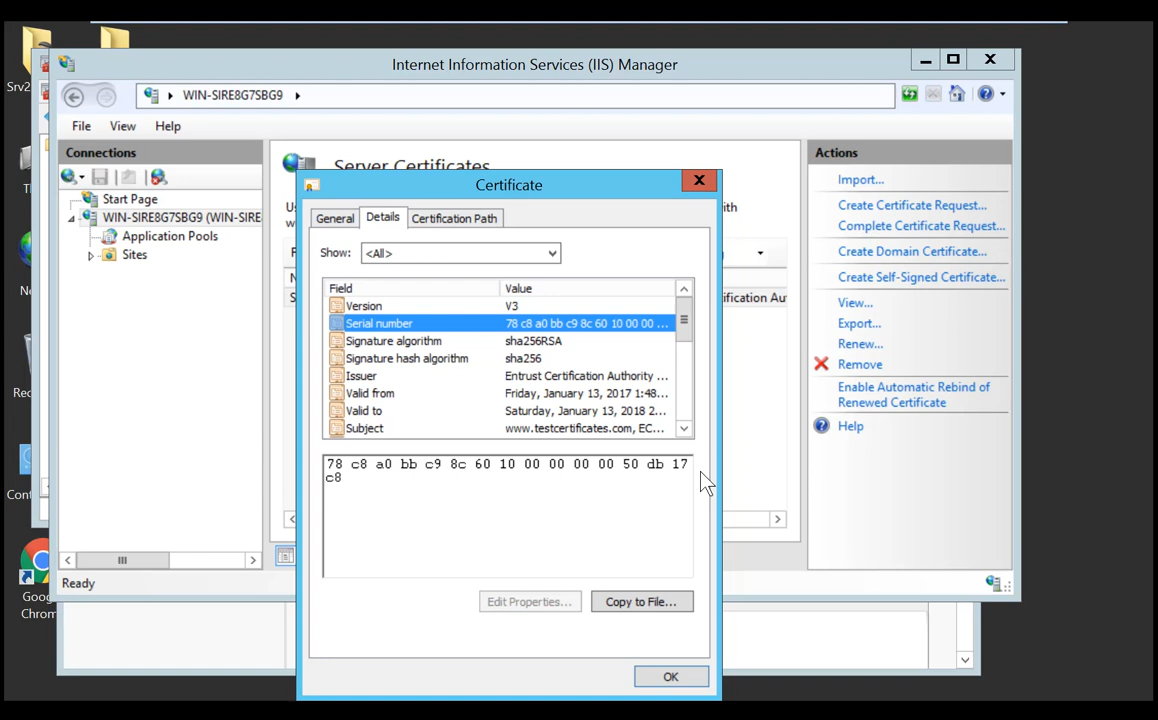 Internet Information Services (IIS) Manager
WIN-SIRE8G7SBG9
File View Help
Connections
Start Page
WIN-SIRE8G7SBG9 (WIN-SIRE
Application Pools
Sites
Ready
Server Certificates
Certificate
General Details Certification Path
Show: <All>
Field Value
Version V3
Serial number 78 c8 a0 bb c9 8c 60 10 00 00 ...
Signature algorithm sha256RSA
Signature hash algorithm sha256
Issuer Entrust Certification Authority ...
Valid from Friday, January 13, 2017 1:48...
Valid to Saturday, January 13, 2018 2...
Subject www.testcertificates.com, EC...
78 c8 a0 bb c9 8c 60 10 00 00 00 00 50 db 17
c8
Edit Properties... Copy to File...
OK
Actions
Import...
Create Certificate Request...
Complete Certificate Request...
Create Domain Certificate...
Create Self-Signed Certificate...
View...
Export...
Renew...
Remove
Enable Automatic Rebind of
Renewed Certificate
Help